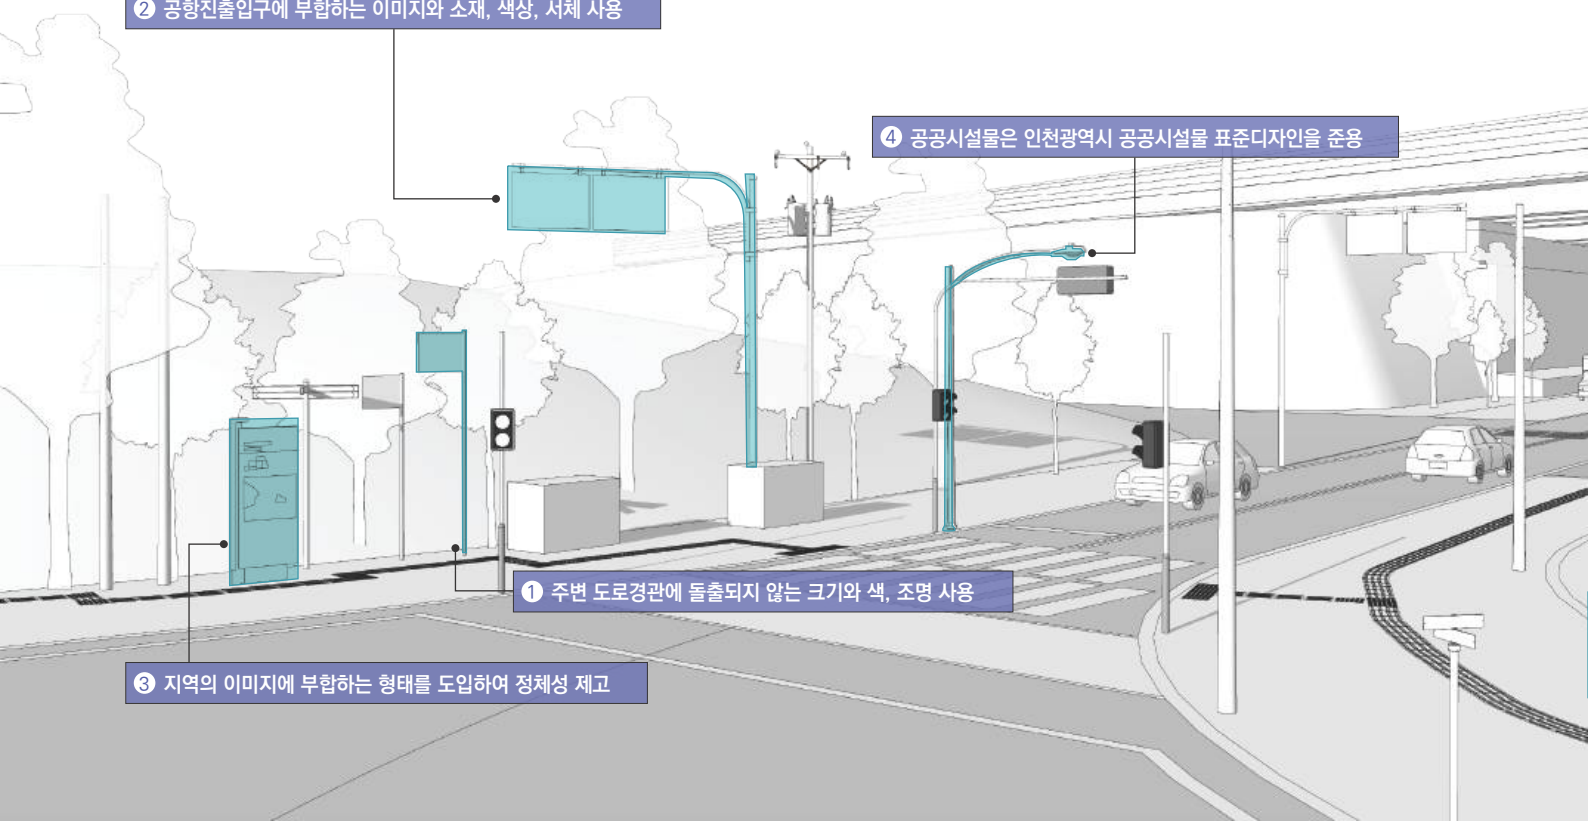 ② 공항진출입구에 부합하는 이미지와 소재, 색상, 서체 사용
④ 공공시설물은 인천광역시 공공시설물 표준디자인을 준용
① 주변 도로경관에 돌출되지 않는 크기와 색, 조명 사용
③ 지역의 이미지에 부합하는 형태를 도입하여 정체성 제고